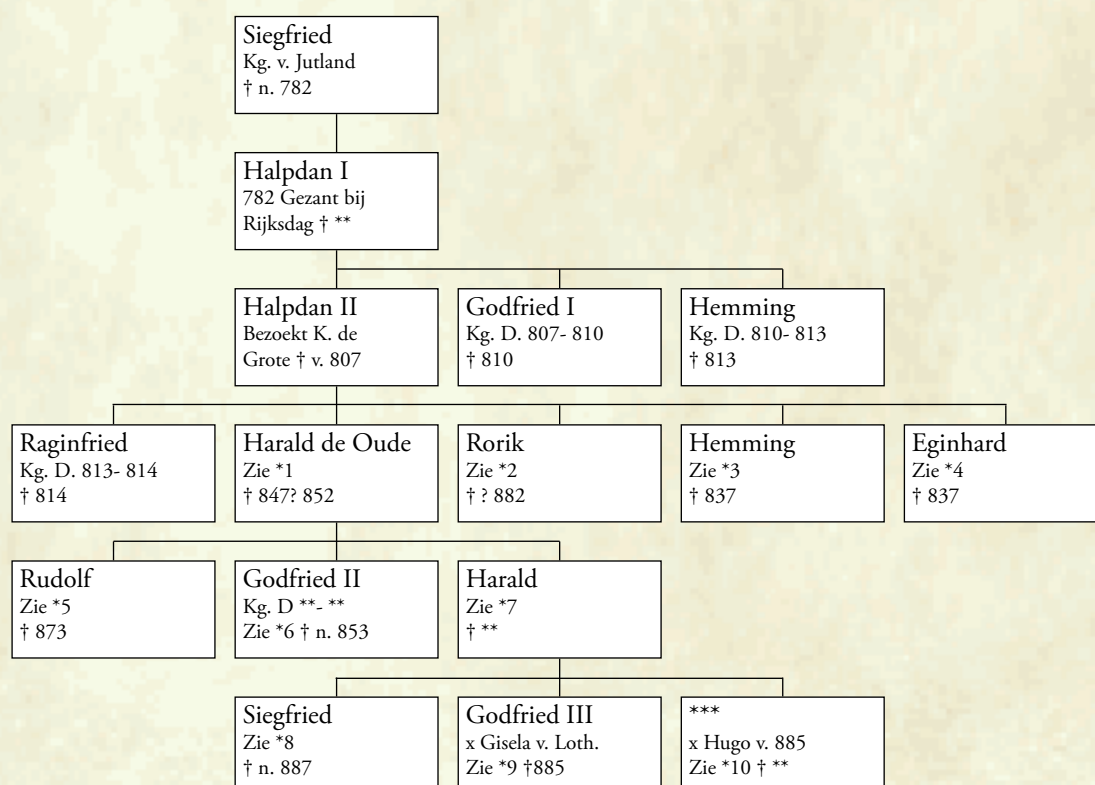 Siegfried
Kg. v. Jutland
† n. 782
Halpdan I
782 Gezant bij
Rijksdag † **
Halpdan II
Bezoekt K. de
Grote † v. 807
Godfried I
Kg. D. 807- 810
† 810
Hemming
Kg. D. 810- 813
† 813
Raginfried
Kg. D. 813- 814
† 814
Harald de Oude
Zie *1
† 847? 852
Rorik
Zie *2
† ? 882
Hemming
Zie *3
† 837
Eginhard
Zie *4
† 837
Rudolf
Zie *5
† 873
Godfried II
Kg. D **- **
Zie *6 † n. 853
Harald
Zie *7
† **
Siegfried
Zie *8
† n. 887
Godfried III
x Gisela v. Loth.
Zie *9 †885
***
x Hugo v. 885
Zie *10 † **